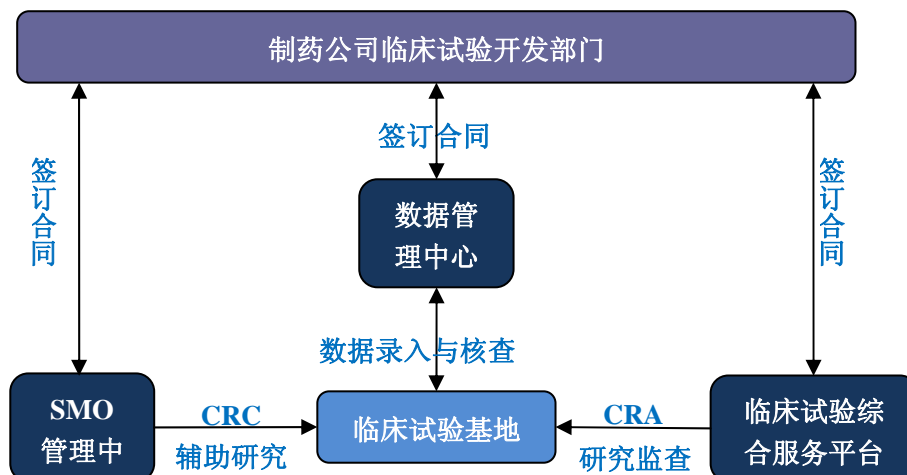 制药公司临床试验开发部门
签订合同
签订合同
签订合同
数据管
理中心
数据录入与核查
SMO
管理中
CRC
辅助研究
临床试验基地
CRA
研究监查
临床试验综
合服务平台